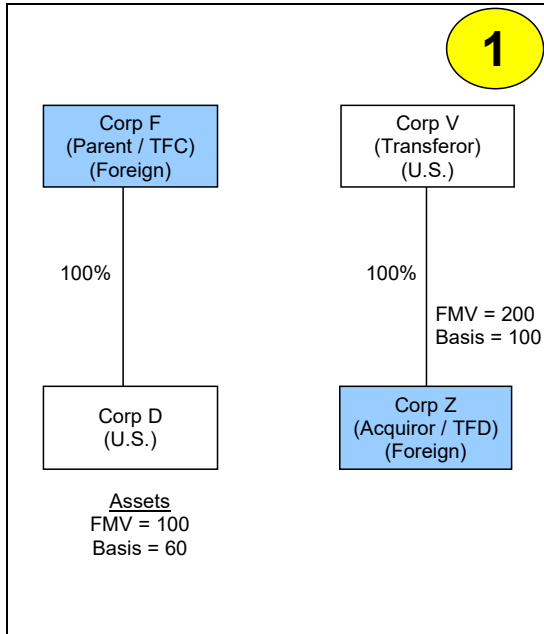 1
Corp F
(Parent / TFC)
(Foreign)
Corp V
(Transferor)
(U.S.)
100%
100%
FMV = 200
Basis = 100
Corp D
(U.S.)
Corp Z
(Acquiror / TFD)
(Foreign)
Assets
FMV = 100
Basis = 60